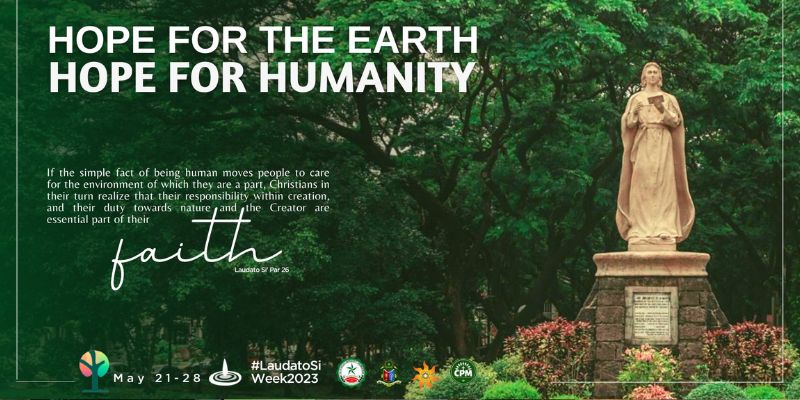 HOPE FOR THE EARTH
HOPE FOR HUMANITY
If the simple fact of being human moves people to care
for the environment of which they are a part, Christians in
their turn realize that their responsibility within creation,
and their duty towards nature and the Creator are
essential part of their
faith
Laudato Si' Par 26
May 21-28
#LaudatoSi
Week2023
CPM